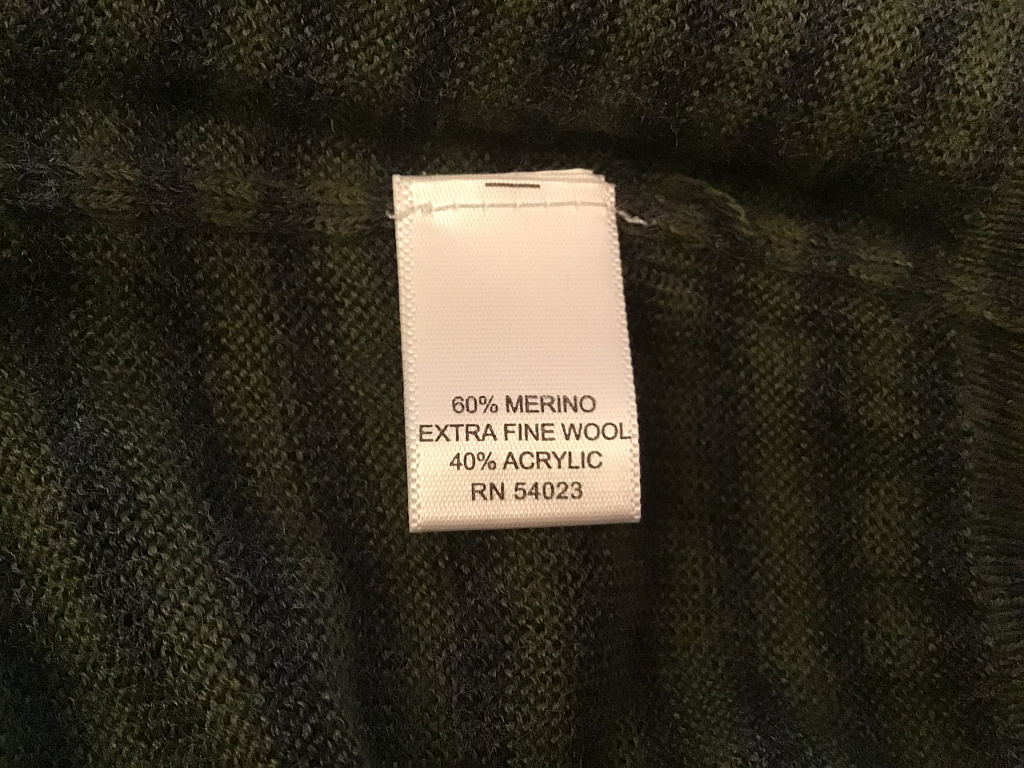 60% MERINO
EXTRA FINE WOOL
40% ACRYLIC
RN 54023